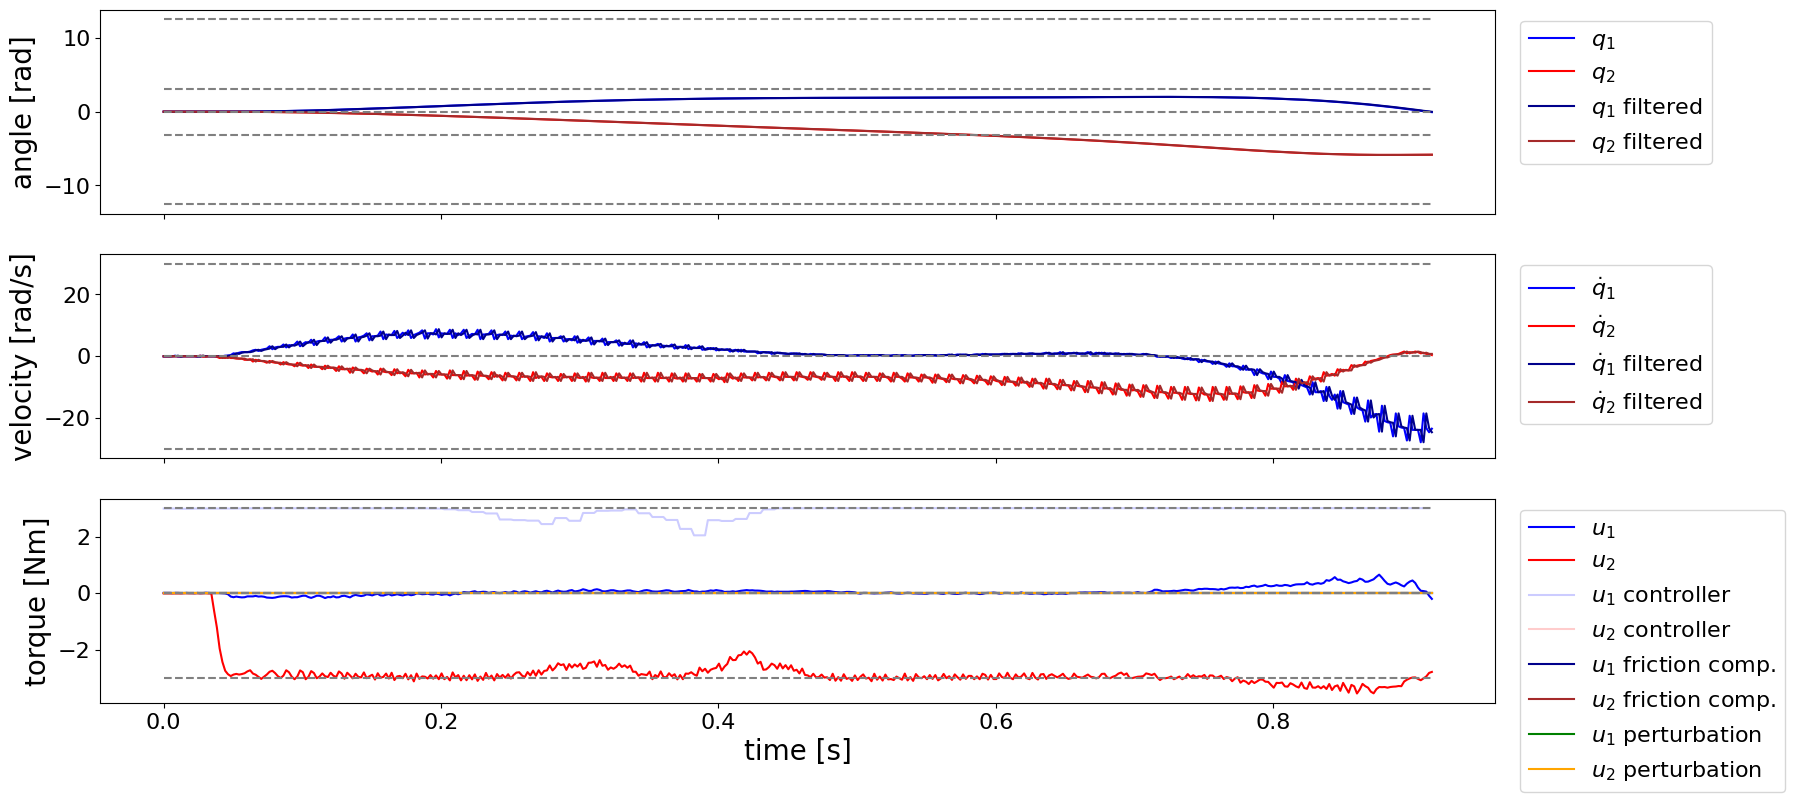 angle [rad]
10
0
−10
q₁
q₂
q₁ filtered
q₂ filtered
velocity [rad/s]
20
0
−20
q̇₁
q̇₂
q̇₁ filtered
q̇₂ filtered
torque [Nm]
2
0
−2
0.0
0.2
0.4
0.6
0.8
time [s]
u₁
u₂
u₁ controller
u₂ controller
u₁ friction comp.
u₂ friction comp.
u₁ perturbation
u₂ perturbation